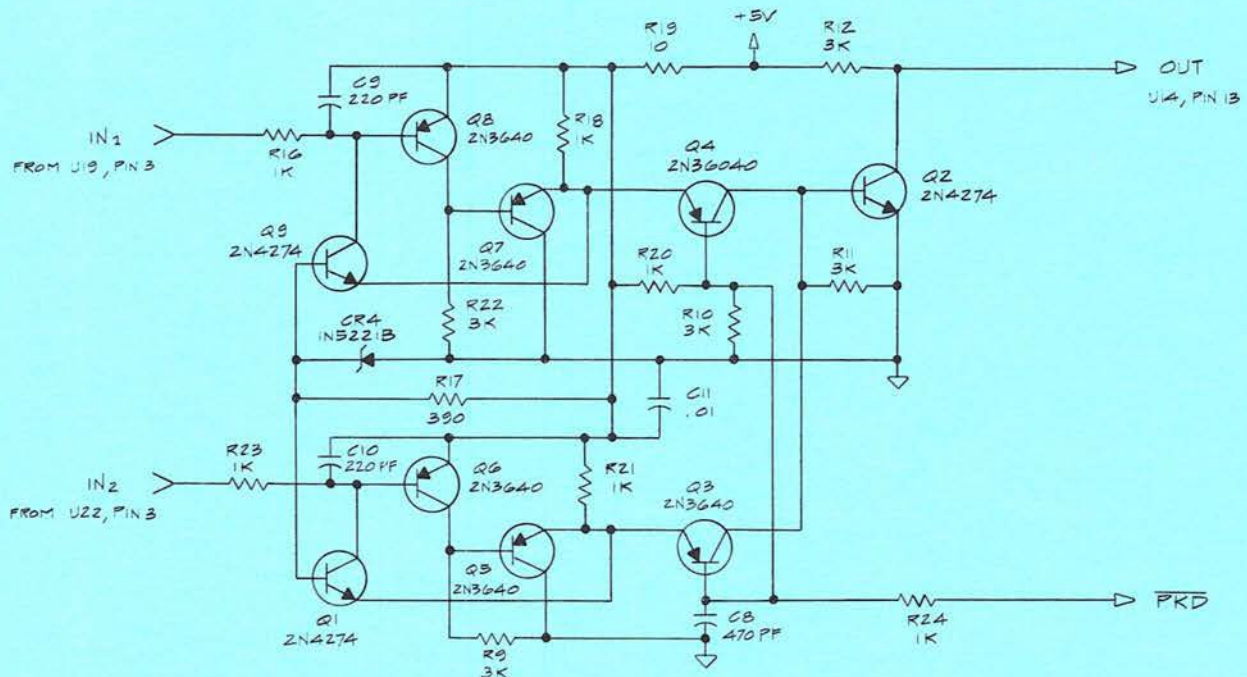 +5V
R19
10
R12
3K
OUT
U14, PIN 13
C9
220 PF
IN1
FROM U19, PIN 3
R16
1K
Q8
2N3640
R18
1K
Q4
2N36040
Q2
2N4274
Q9
2N4274
Q7
2N3640
R20
1K
R11
3K
R22
3K
R10
3K
CR4
1N5221B
R17
390
C11
.01
R23
1K
C10
220 PF
IN2
FROM U22, PIN 3
Q6
2N3640
R21
1K
Q3
2N3640
Q5
2N3640
Q1
2N4274
R9
3K
C8
470 PF
R24
1K
PKD